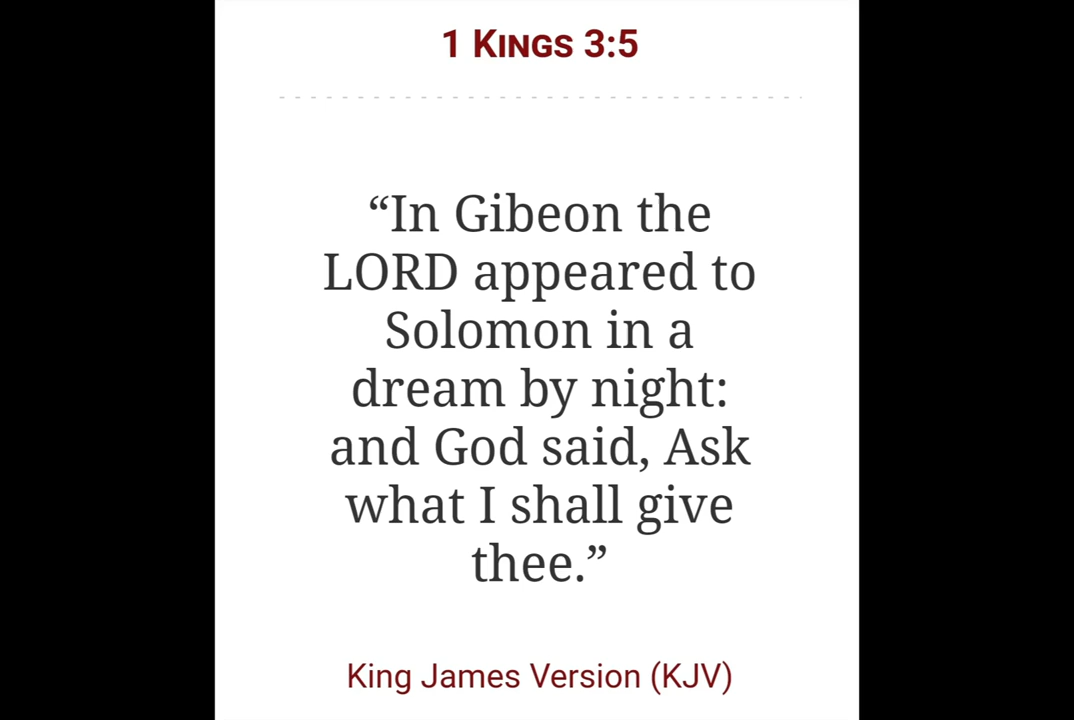 1 KINGS 3:5
“In Gibeon the
LORD appeared to
Solomon in a
dream by night:
and God said, Ask
what I shall give
thee.”
King James Version (KJV)